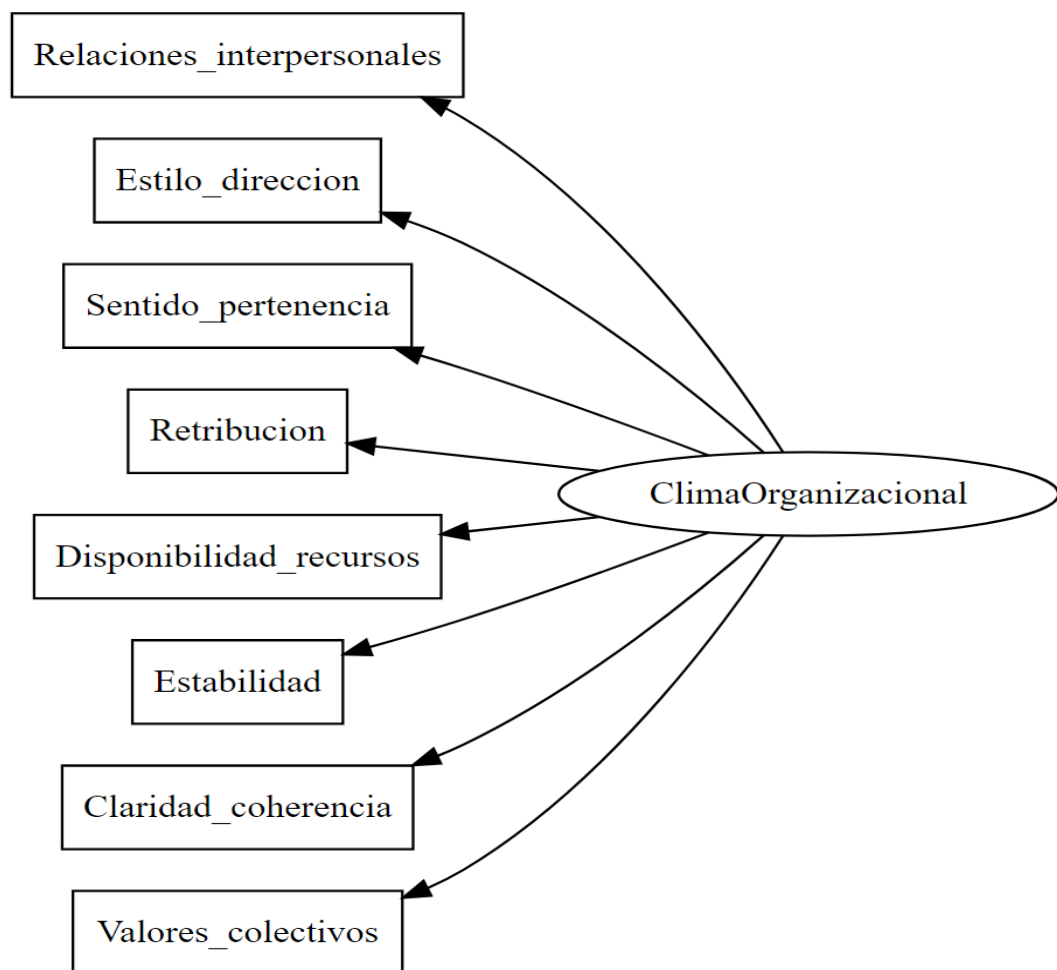 Relaciones_interpersonales
Estilo_direccion
Sentido_pertenencia
Retribucion
ClimaOrganizacional
Disponibilidad_recursos
Estabilidad
Claridad_coherencia
Valores_colectivos